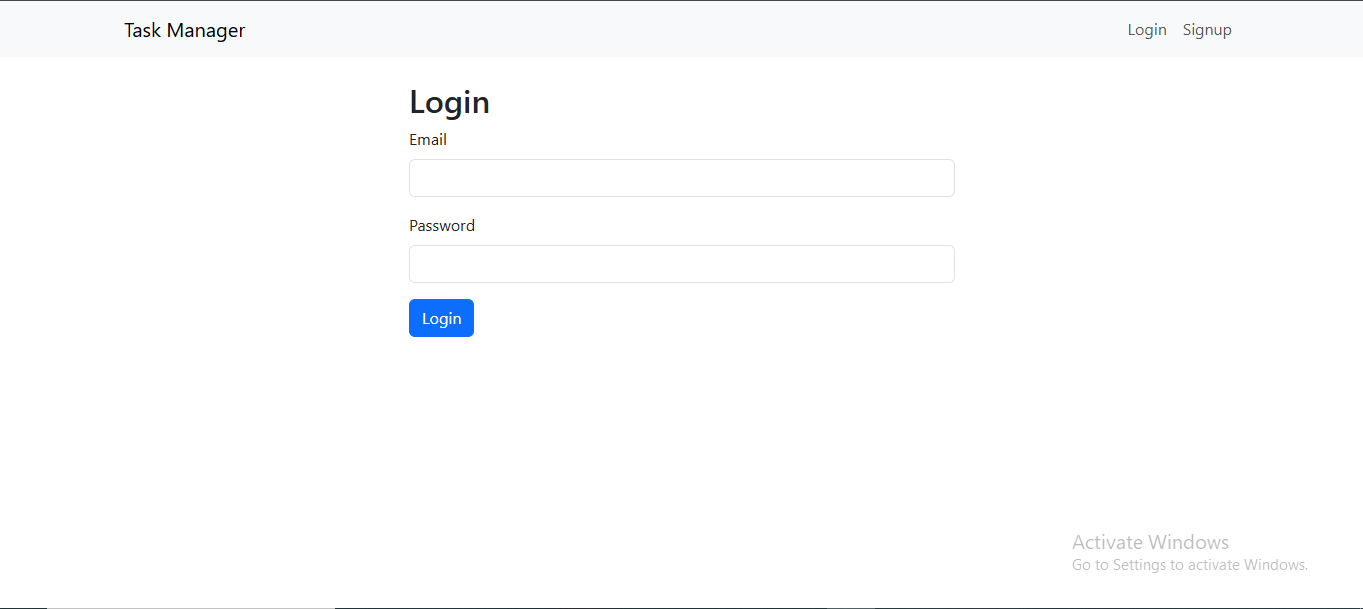 Task Manager
Login Signup
Login
Email
Password
Login
Activate Windows
Go to Settings to activate Windows.